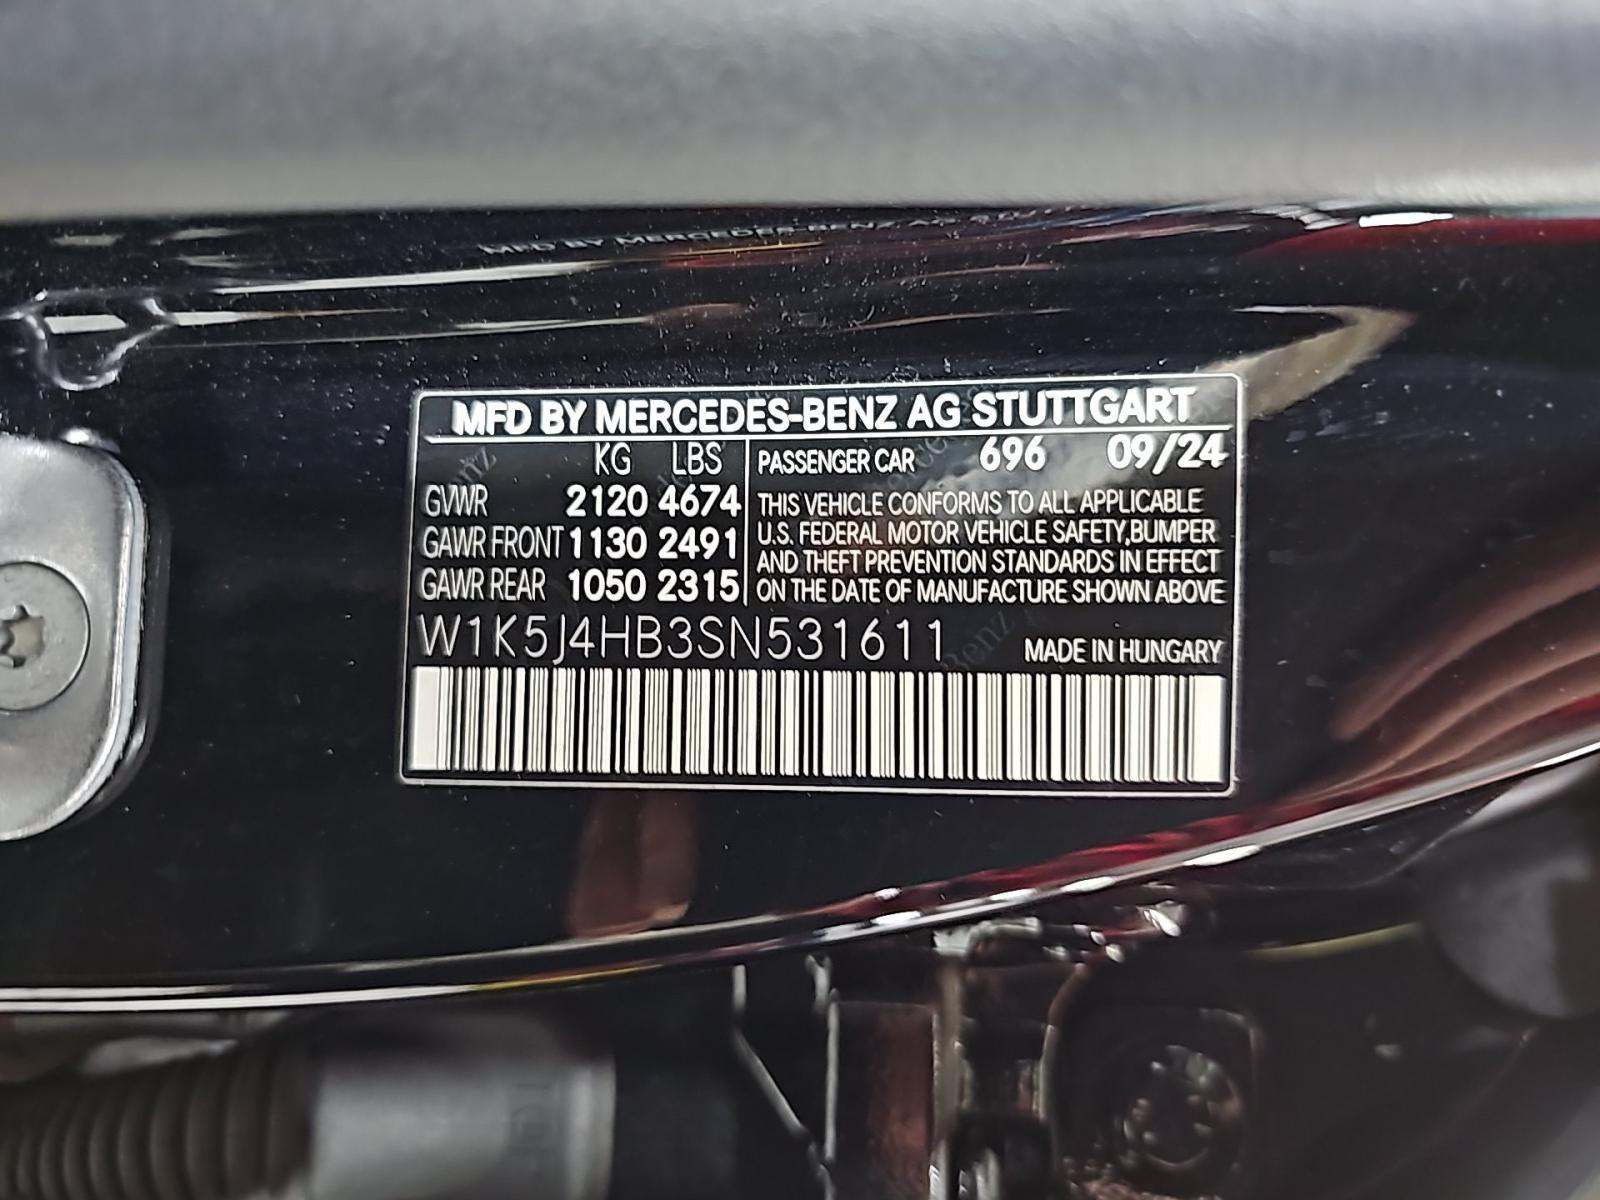 MFD BY MERCEDES-BENZ AG STUTTGART
KG LBS
GVWR 2120 4674
GAWR FRONT 1130 2491
GAWR REAR 1050 2315
PASSENGER CAR 696 09/24
THIS VEHICLE CONFORMS TO ALL APPLICABLE
U.S. FEDERAL MOTOR VEHICLE SAFETY,BUMPER
AND THEFT PREVENTION STANDARDS IN EFFECT
ON THE DATE OF MANUFACTURE SHOWN ABOVE
W1K5J4HB3SN531611
MADE IN HUNGARY